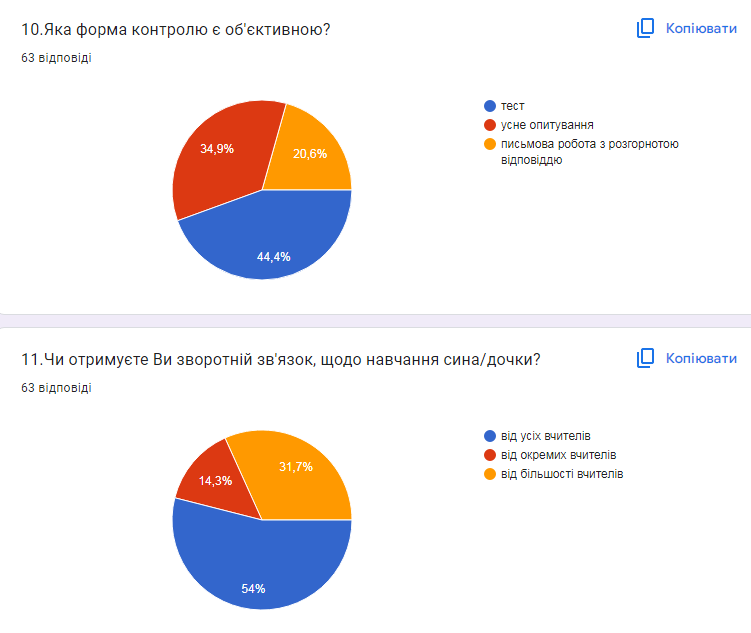 10.Яка форма контролю є об'єктивною?
Копіювати
63 відповіді
тест
усне опитування
письмова робота з розгорнотою
відповіддю
34,9%
20,6%
44,4%
11.Чи отримуєте Ви зворотній зв'язок, щодо навчання сина/дочки?
Копіювати
63 відповіді
від усіх вчителів
від окремих вчителів
від більшості вчителів
31,7%
14,3%
54%